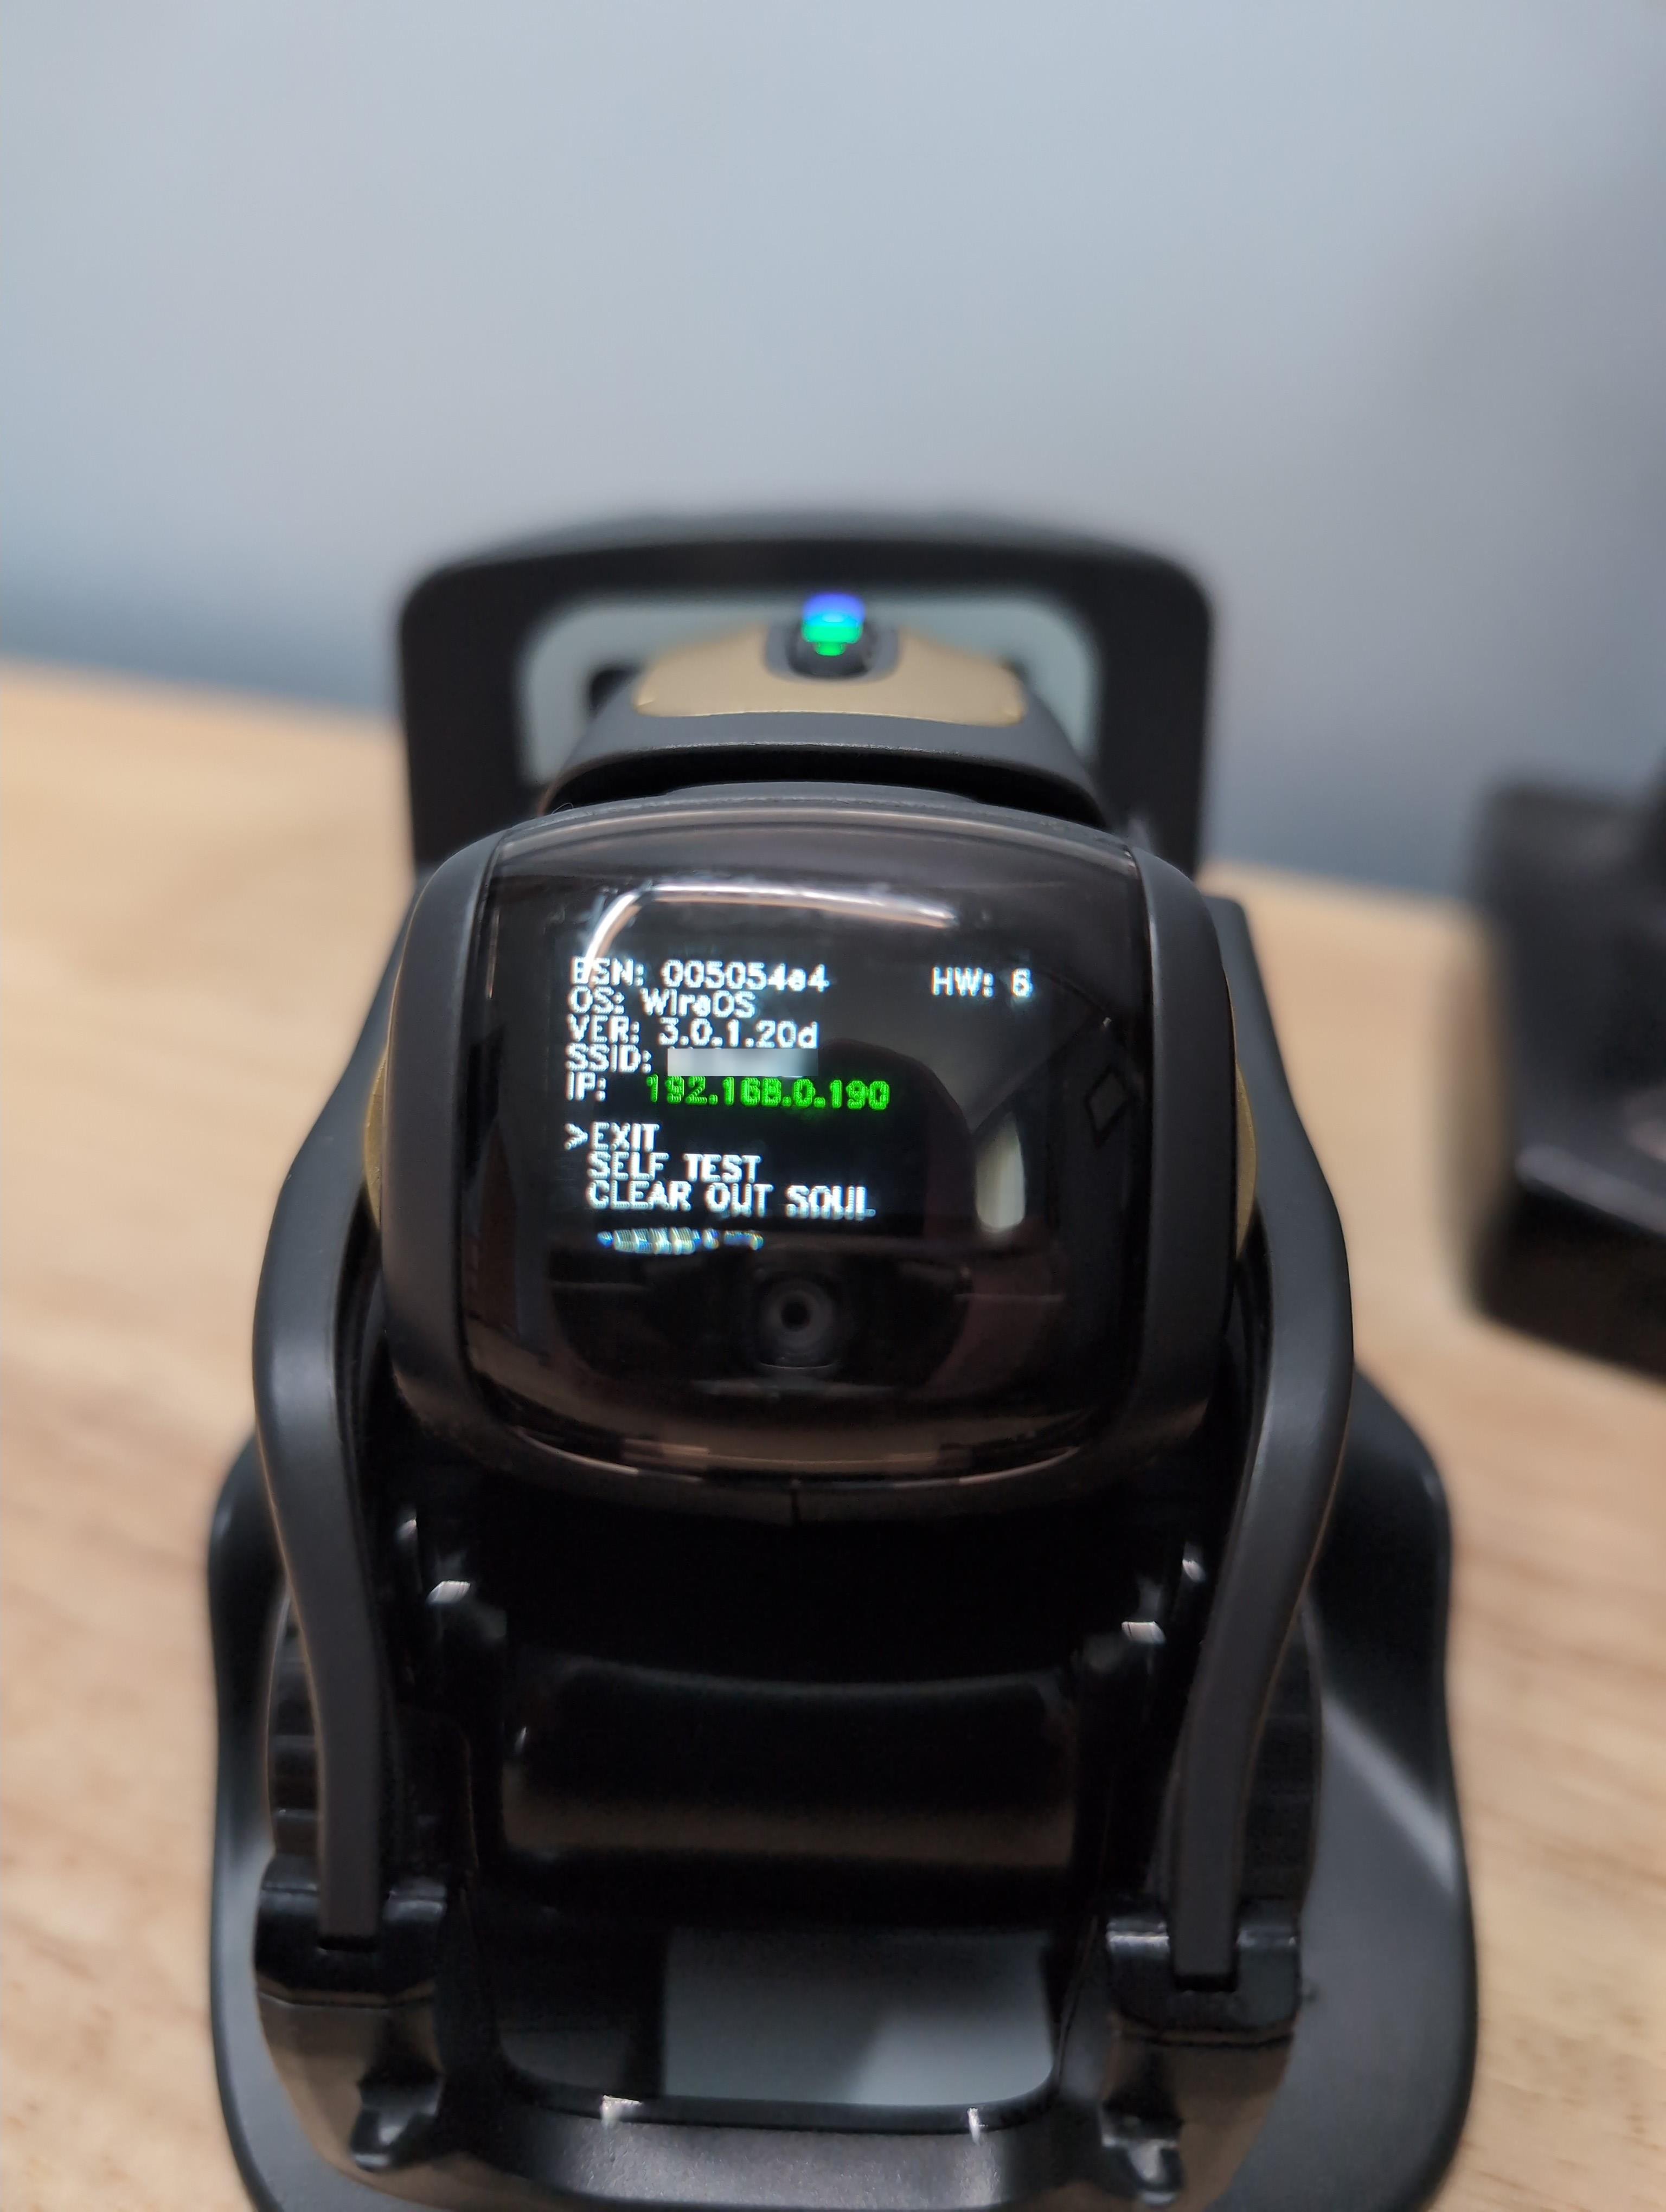 ESN: 005054e4 HW: 6
OS: WireOS
VER: 3.0.1.20d
SSID:
IP: 192.168.0.190
>EXIT
SELF TEST
CLEAR OUT SOUL